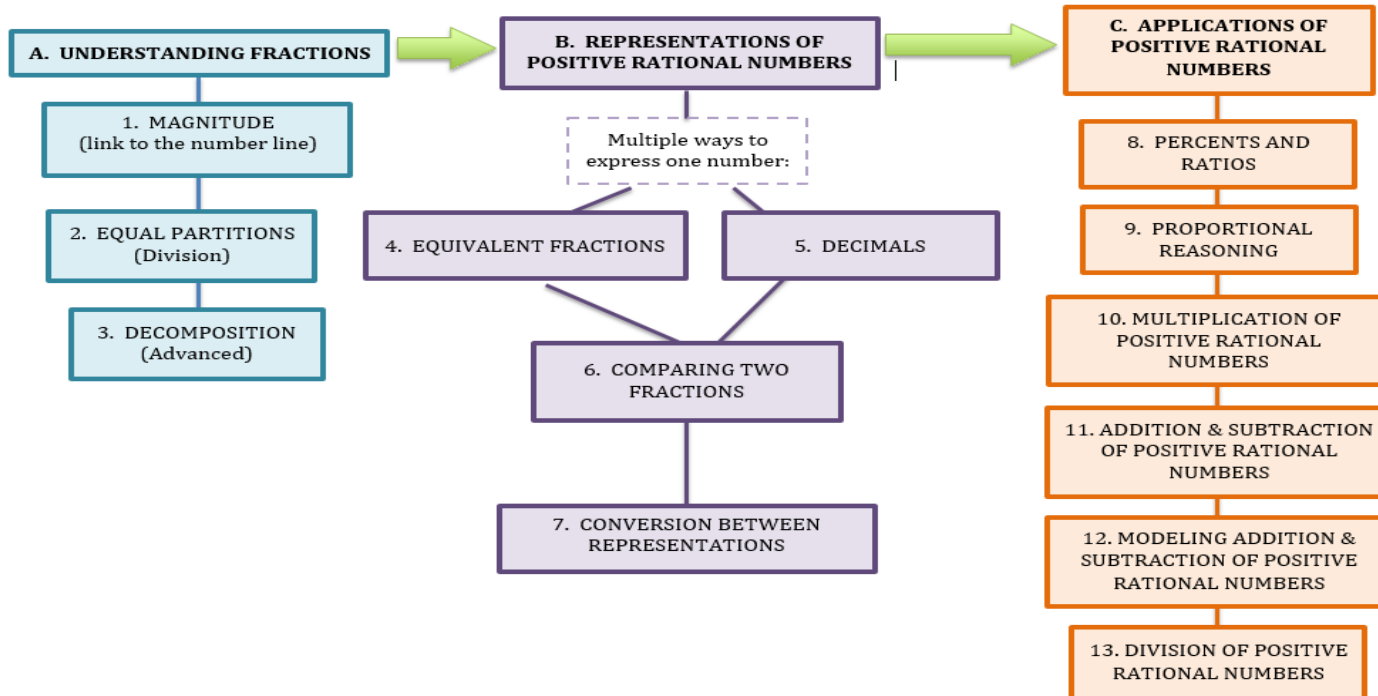 A. UNDERSTANDING FRACTIONS
1. MAGNITUDE
(link to the number line)
2. EQUAL PARTITIONS
(Division)
3. DECOMPOSITION
(Advanced)
B. REPRESENTATIONS OF
POSITIVE RATIONAL NUMBERS
Multiple ways to
express one number:
4. EQUIVALENT FRACTIONS
5. DECIMALS
6. COMPARING TWO
FRACTIONS
7. CONVERSION BETWEEN
REPRESENTATIONS
C. APPLICATIONS OF
POSITIVE RATIONAL
NUMBERS
8. PERCENTS AND
RATIOS
9. PROPORTIONAL
REASONING
10. MULTIPLICATION OF
POSITIVE RATIONAL
NUMBERS
11. ADDITION & SUBTRACTION
OF POSITIVE RATIONAL
NUMBERS
12. MODELING ADDITION &
SUBTRACTION OF POSITIVE
RATIONAL NUMBERS
13. DIVISION OF POSITIVE
RATIONAL NUMBERS